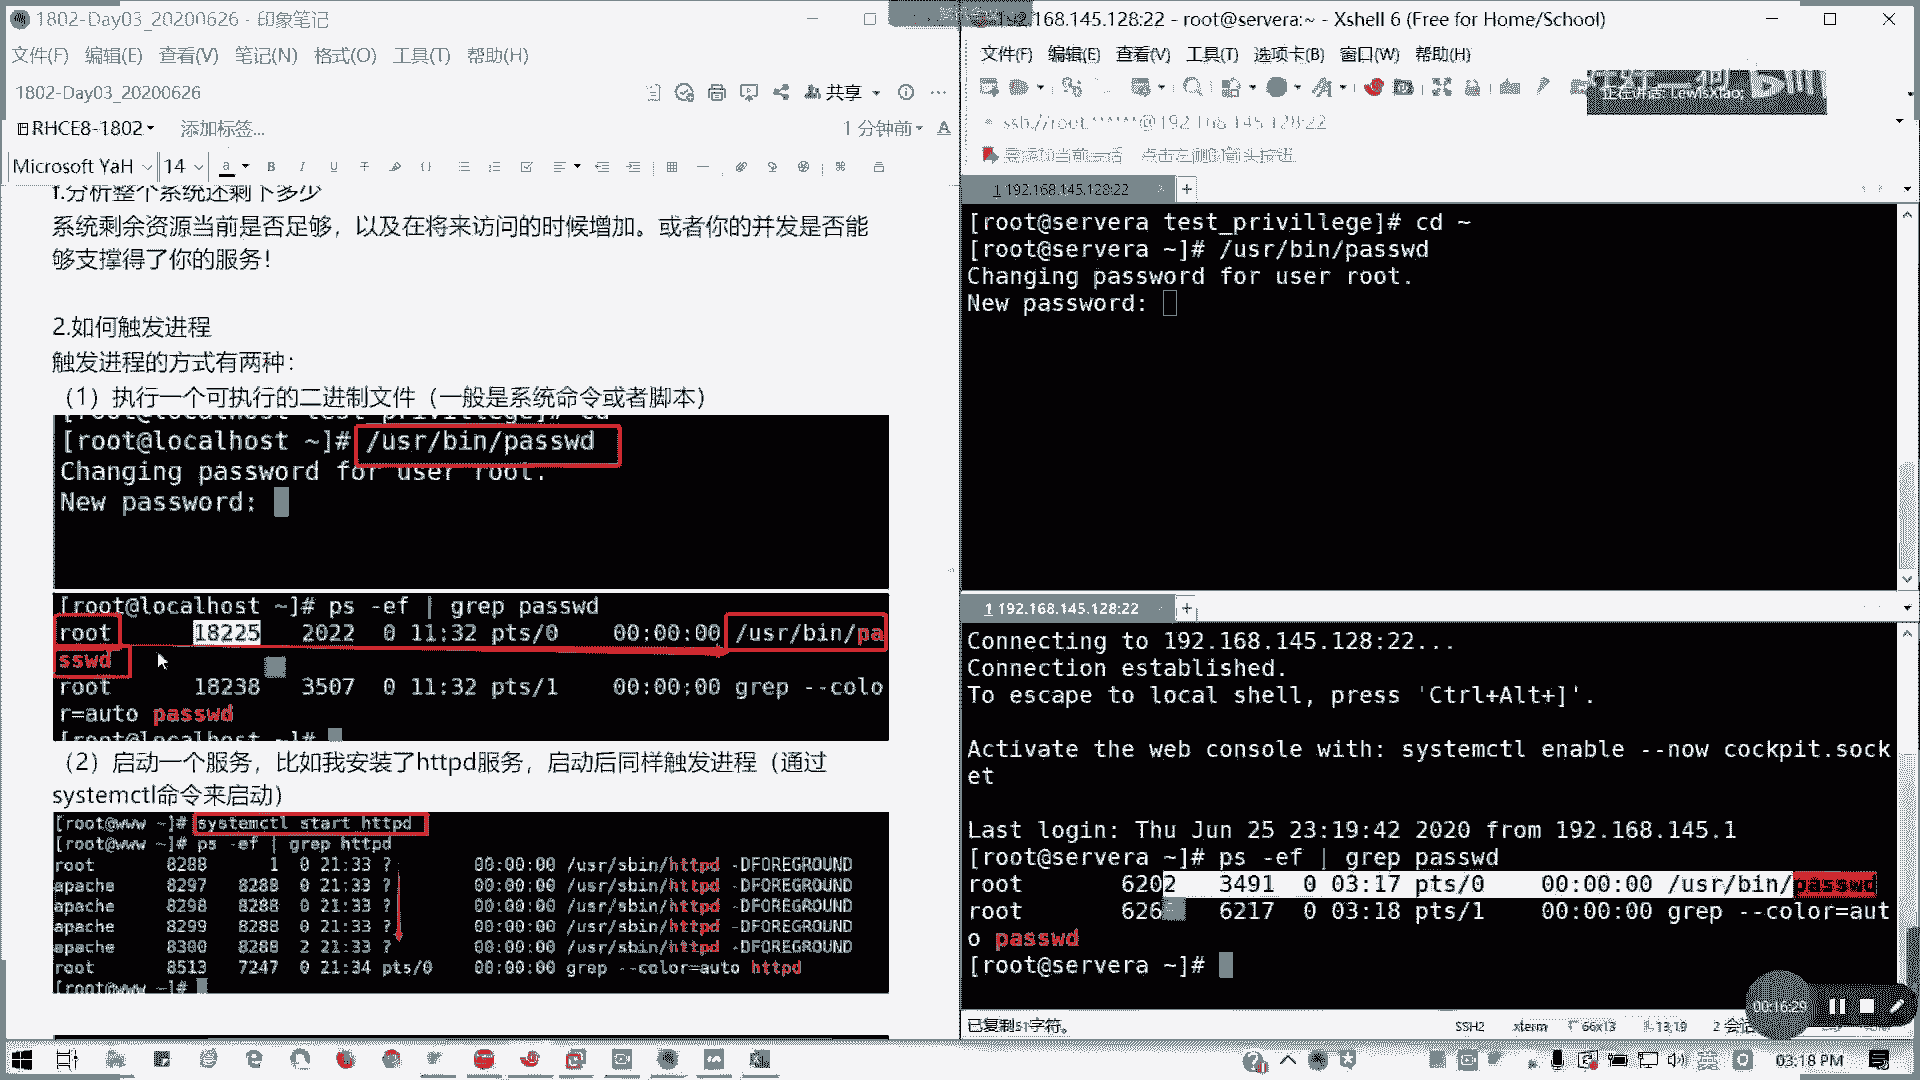 1802-Day03_20200626 - 印象笔记
文件(F) 编辑(E) 查看(V) 笔记(N) 格式(O) 工具(T) 帮助(H)
1802-Day03_20200626
共享
RHCE8-1802
添加标签...
1 分钟前
Microsoft YaH
14
1.分析整个系统还剩下多少
系统剩余资源当前是否足够，以及在将来访问的时候增加。或者你的并发是否能
够支撑得了你的服务！
2.如何触发进程
触发进程的方式有两种：
（1）执行一个可执行的二进制文件（一般是系统命令或者脚本）
[root@localhost ~]# /usr/bin/passwd
Changing password for user root.
New password:
[root@localhost ~]# ps -ef | grep passwd
root 18225 2022 0 11:32 pts/0 00:00:00 /usr/bin/pa
sswd
root 18238 3507 0 11:32 pts/1 00:00:00 grep --colo
r=auto passwd
[root@localhost ~]#
（2）启动一个服务，比如我安装了httpd服务，启动后同样触发进程（通过
systemctl命令来启动）
[root@www ~]# systemctl start httpd
[root@www ~]# ps -ef | grep httpd
root 8288 1 0 21:33 ? 00:00:00 /usr/sbin/httpd -DFOREGROUND
apache 8297 8288 0 21:33 ? 00:00:00 /usr/sbin/httpd -DFOREGROUND
apache 8298 8288 0 21:33 ? 00:00:00 /usr/sbin/httpd -DFOREGROUND
apache 8299 8288 0 21:33 ? 00:00:00 /usr/sbin/httpd -DFOREGROUND
apache 8300 8288 2 21:33 ? 00:00:00 /usr/sbin/httpd -DFOREGROUND
root 8513 7247 0 21:34 pts/0 00:00:00 grep --color=auto httpd
[root@www ~]#
192.168.145.128:22 - root@servera:~ - Xshell 6 (Free for Home/School)
文件(F) 编辑(E) 查看(V) 工具(T) 选项卡(B) 窗口(W) 帮助(H)
正在讲话: LewisXiao;
ssh://root:******@192.168.145.128:22
要添加当前会话，点击左侧的箭头按钮。
1 192.168.145.128:22
[root@servera test_privillege]# cd ~
[root@servera ~]# /usr/bin/passwd
Changing password for user root.
New password:
1 192.168.145.128:22
Connecting to 192.168.145.128:22...
Connection established.
To escape to local shell, press 'Ctrl+Alt+]'.
Activate the web console with: systemctl enable --now cockpit.sock
et
Last login: Thu Jun 25 23:19:42 2020 from 192.168.145.1
[root@servera ~]# ps -ef | grep passwd
root 6202 3491 0 03:17 pts/0 00:00:00 /usr/bin/passwd
root 626 6217 0 03:18 pts/1 00:00:00 grep --color=aut
o passwd
[root@servera ~]#
00:16:29
已复制51字符。
SSH2 xterm 66x13 13,19 2 会话
03:18 PM